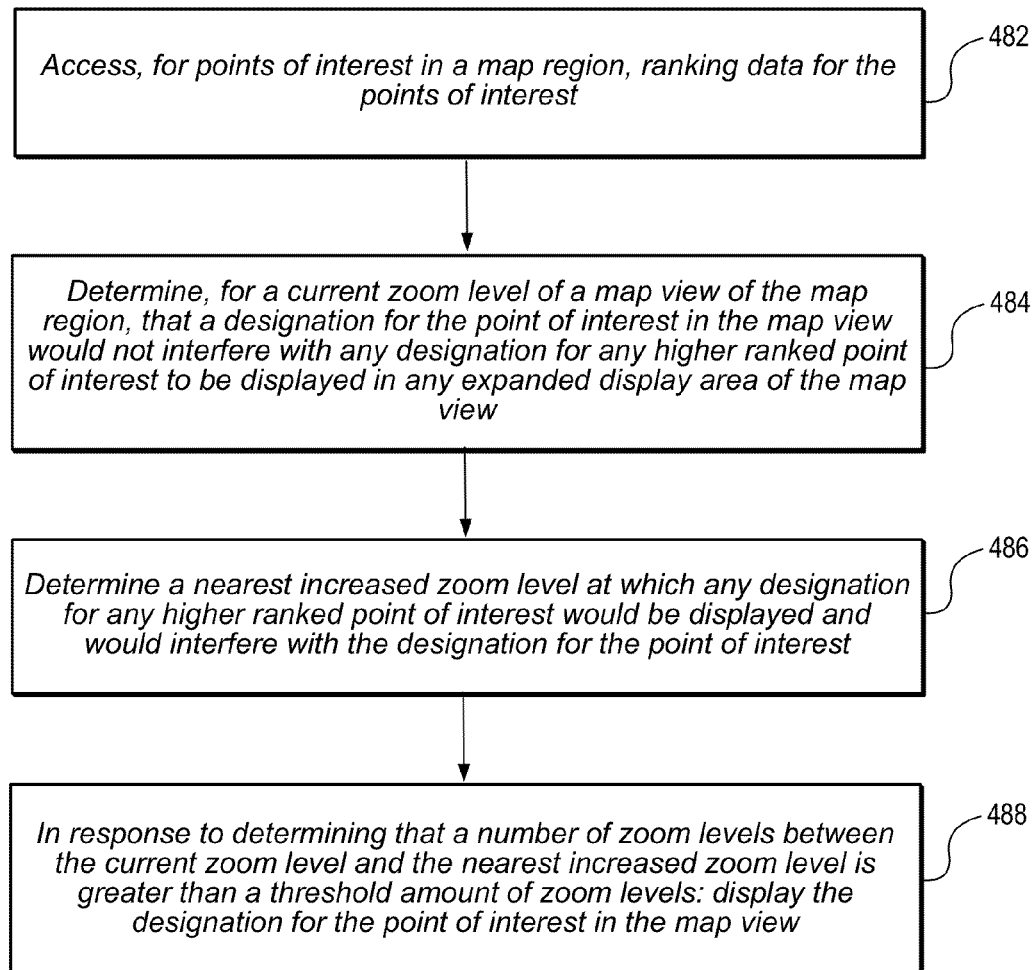 Access, for points of interest in a map region, ranking data for the
points of interest
482
Determine, for a current zoom level of a map view of the map
region, that a designation for the point of interest in the map view
would not interfere with any designation for any higher ranked point
of interest to be displayed in any expanded display area of the map
view
484
Determine a nearest increased zoom level at which any designation
for any higher ranked point of interest would be displayed and
would interfere with the designation for the point of interest
486
In response to determining that a number of zoom levels between
the current zoom level and the nearest increased zoom level is
greater than a threshold amount of zoom levels: display the
designation for the point of interest in the map view
488